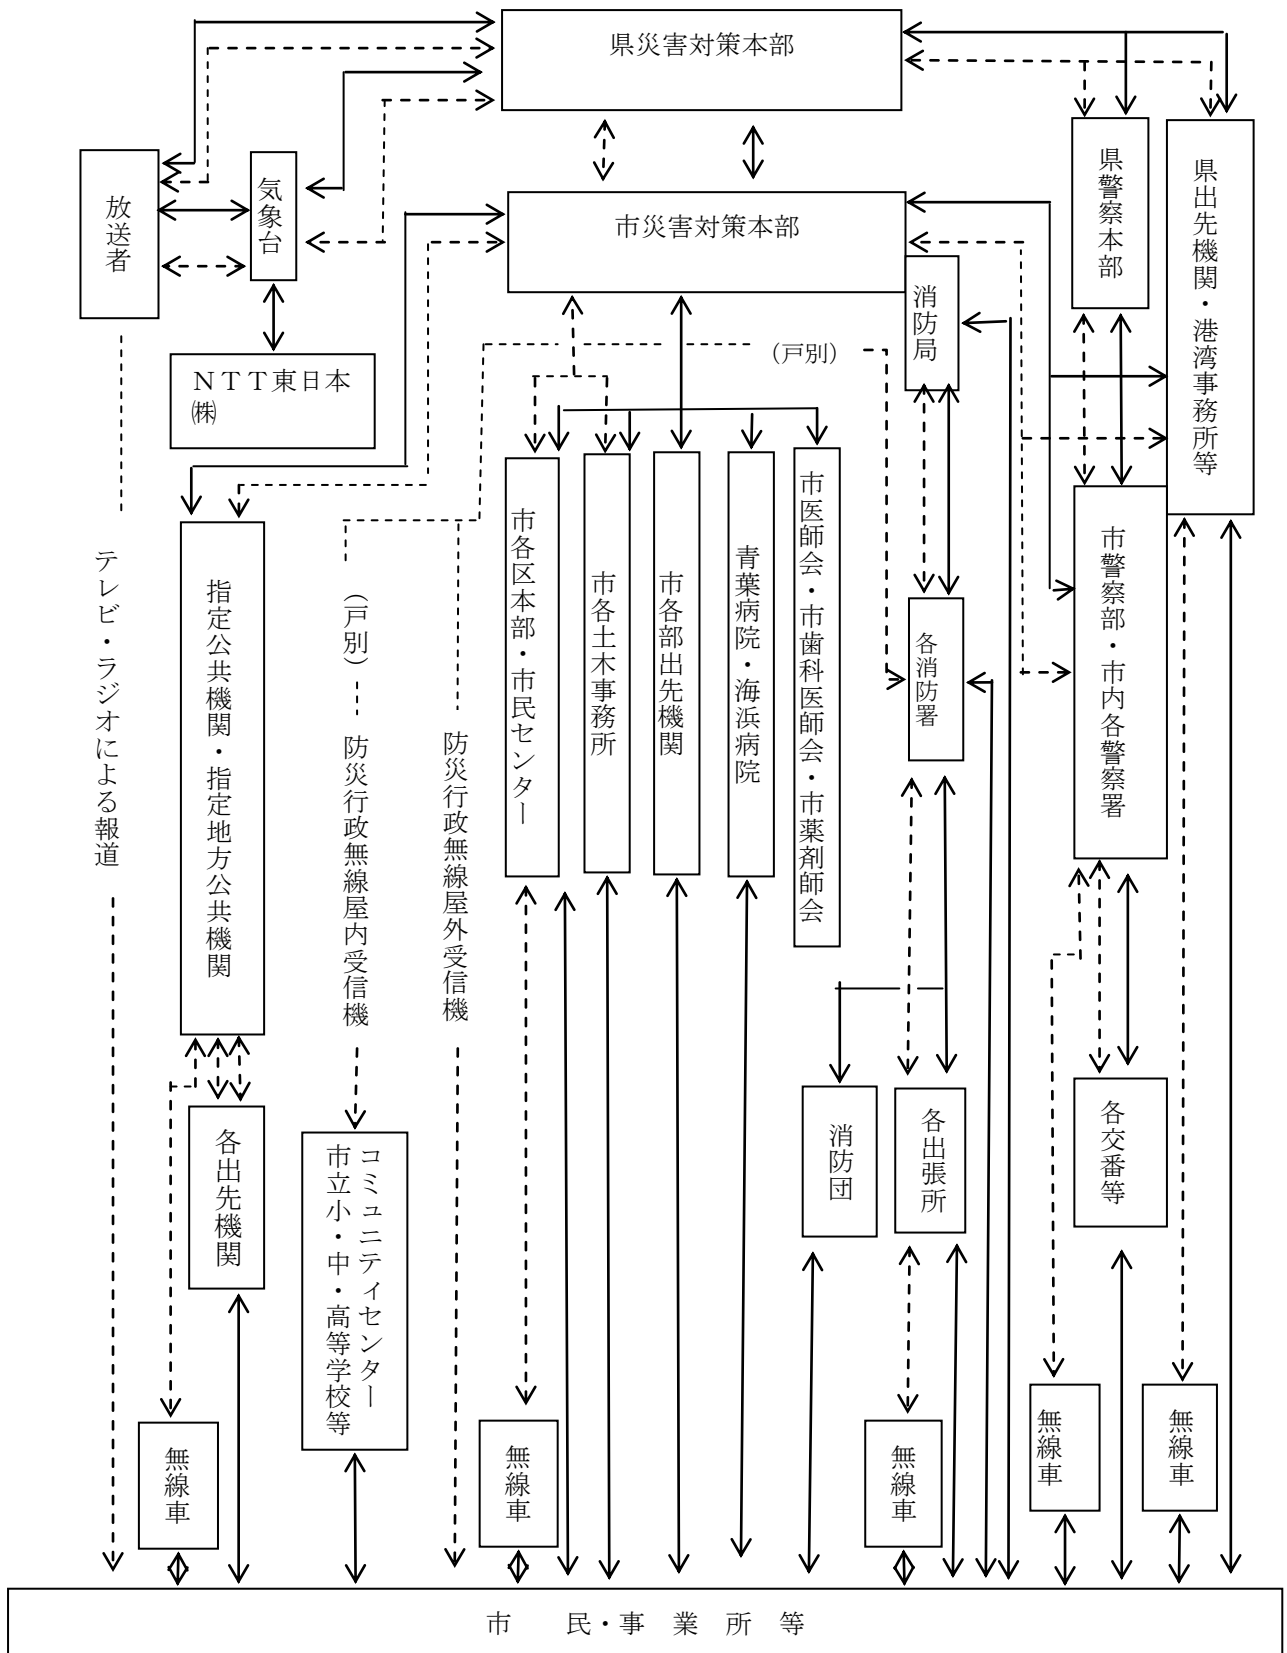 県災害対策本部
放送者
気象台
市災害対策本部
県警察本部
県出先機関・港湾事務所等
消防局
ＮＴＴ東日本
㈱
（戸別）
指定公共機関・指定地方公共機関
テレビ・ラジオによる報道
（戸別）
防災行政無線屋内受信機
防災行政無線屋外受信機
市各区本部・市民センター
市各土木事務所
市各部出先機関
青葉病院・海浜病院
市医師会・市歯科医師会・市薬剤師会
各消防署
市警察部・市内各警察署
各出先機関
コミュニティセンター
市立小・中・高等学校等
消防団
各出張所
各交番等
無線車
無線車
無線車
無線車
無線車
市　民・事　業　所　等